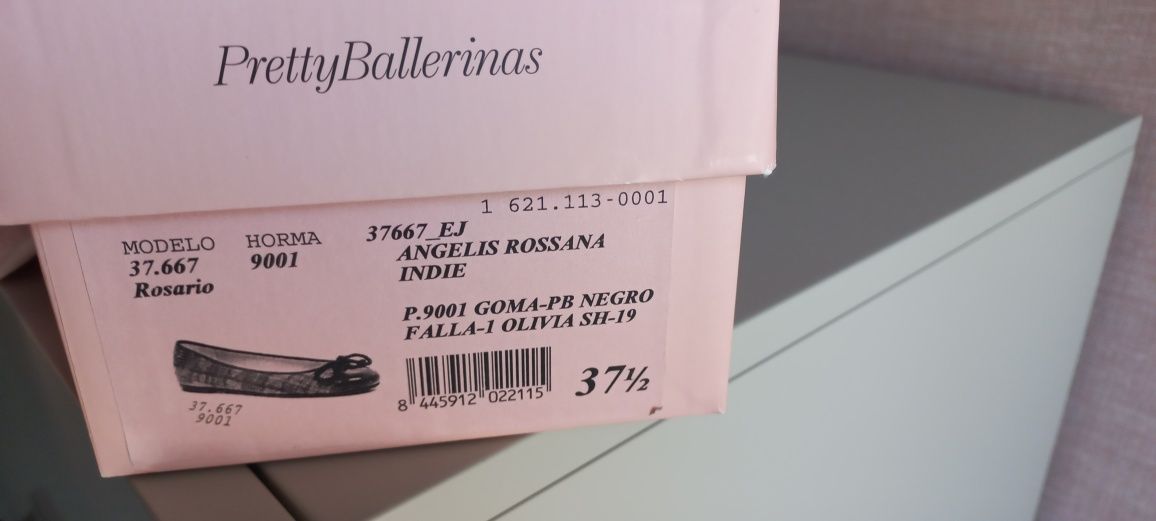 PrettyBallerinas
1 621.113-0001
MODELO HORMA 37667_EJ
37.667 9001 ANGELIS ROSSANA
Rosario INDIE
P.9001 GOMA-PB NEGRO
FALLA-1 OLIVIA SH-19
37½
8 445912 022115
37.667
9001